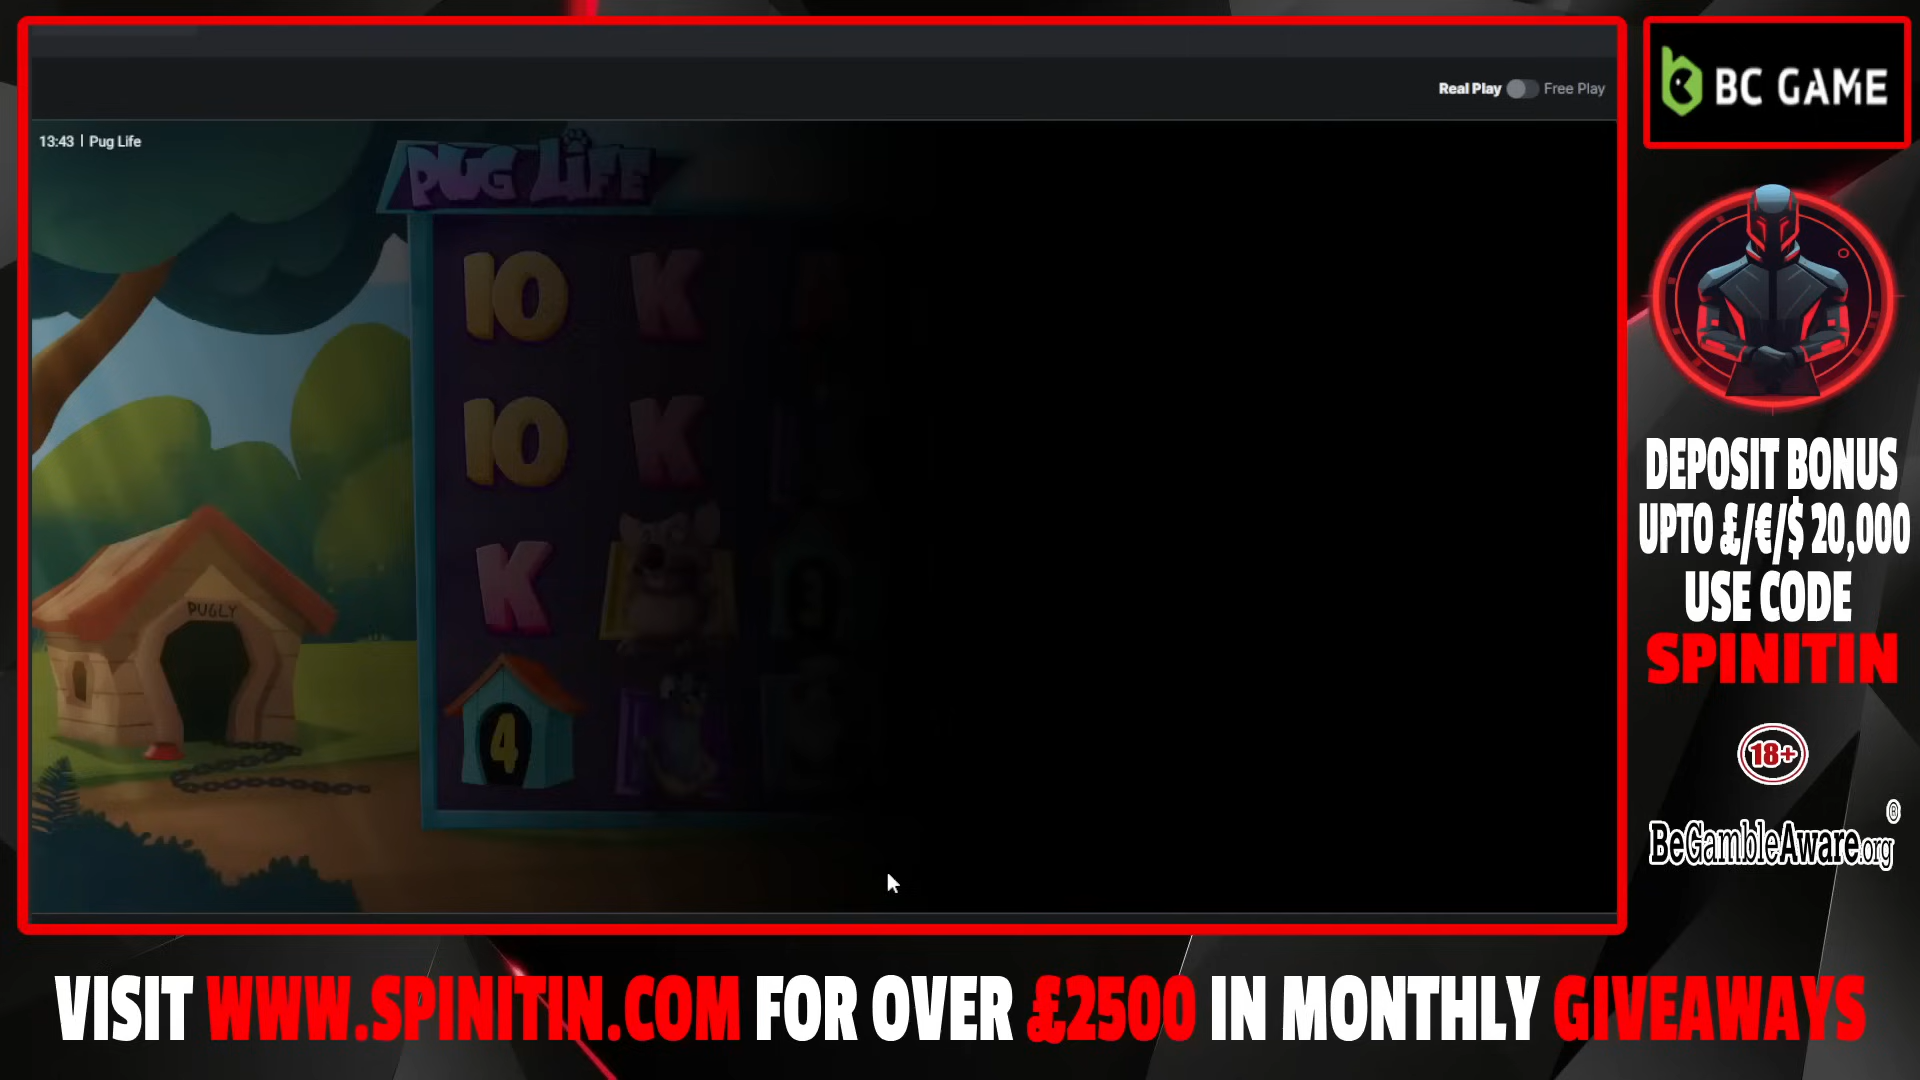 Real Play Free Play
BC GAME
13:43 | Pug Life
PUG LIFE
10 K
10 K
K
PUGLY
4
3
DEPOSIT BONUS
UPTO £/€/$ 20,000
USE CODE
SPINITIN
18+
BeGambleAware.org®
VISIT WWW.SPINITIN.COM FOR OVER £2500 IN MONTHLY GIVEAWAYS